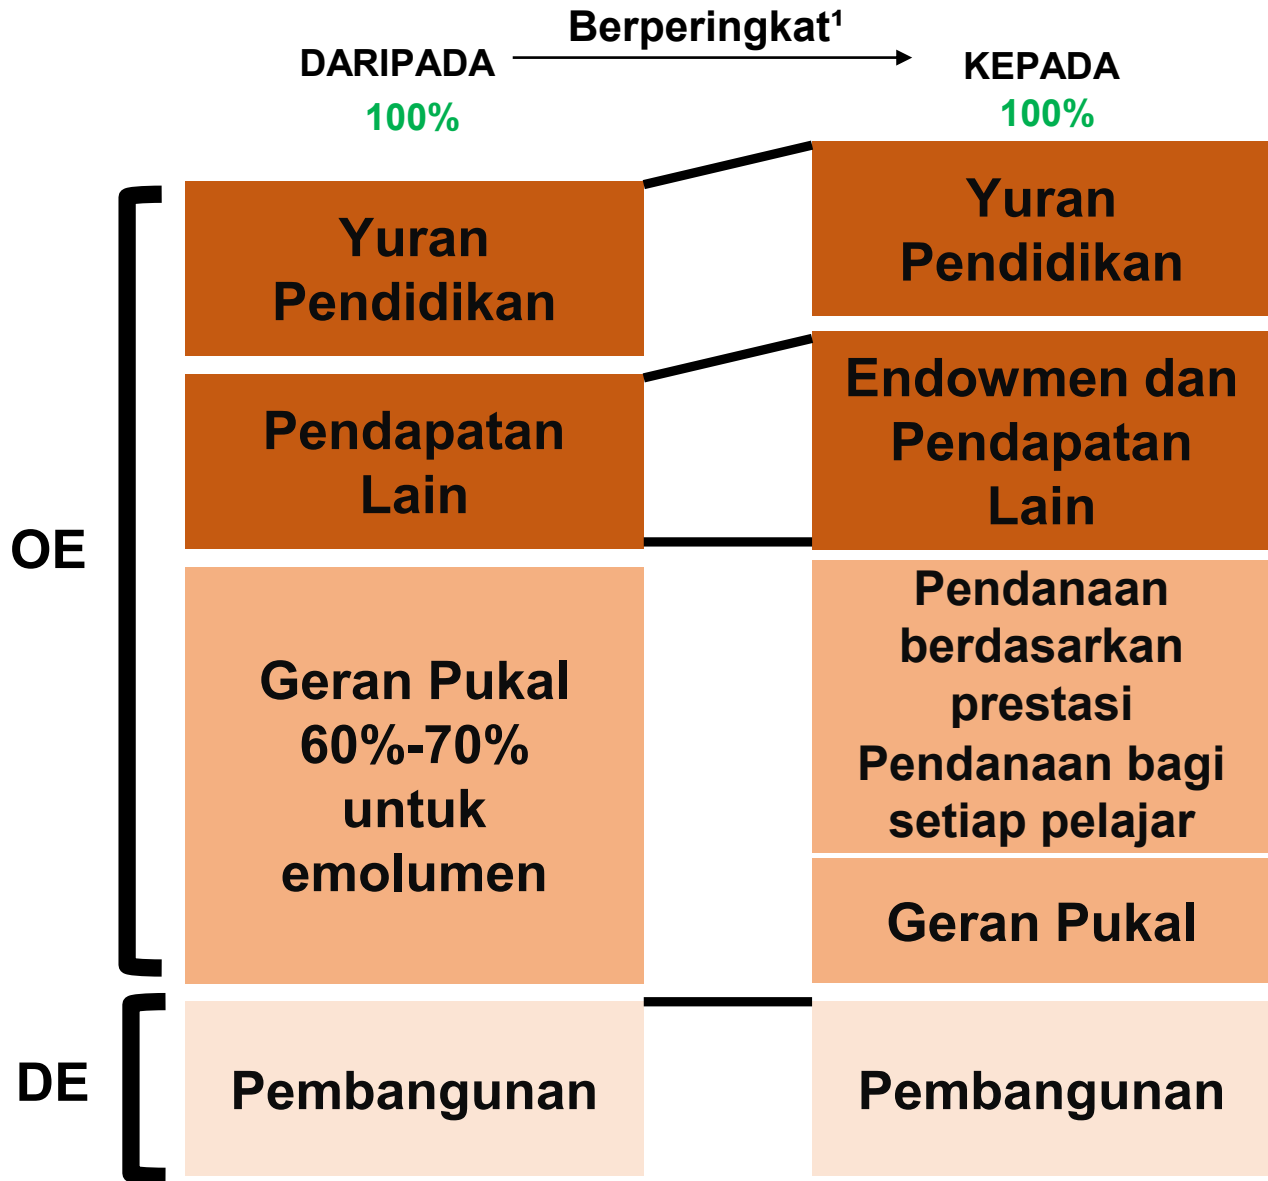 Berperingkat¹
DARIPADA
KEPADA
100%
100%
Yuran
Pendidikan
Yuran
Pendidikan
Pendapatan
Lain
Endowmen dan
Pendapatan
Lain
OE
Geran Pukal
60%-70%
untuk
emolumen
Pendanaan
berdasarkan
prestasi
Pendanaan bagi
setiap pelajar
Geran Pukal
DE
Pembangunan
Pembangunan